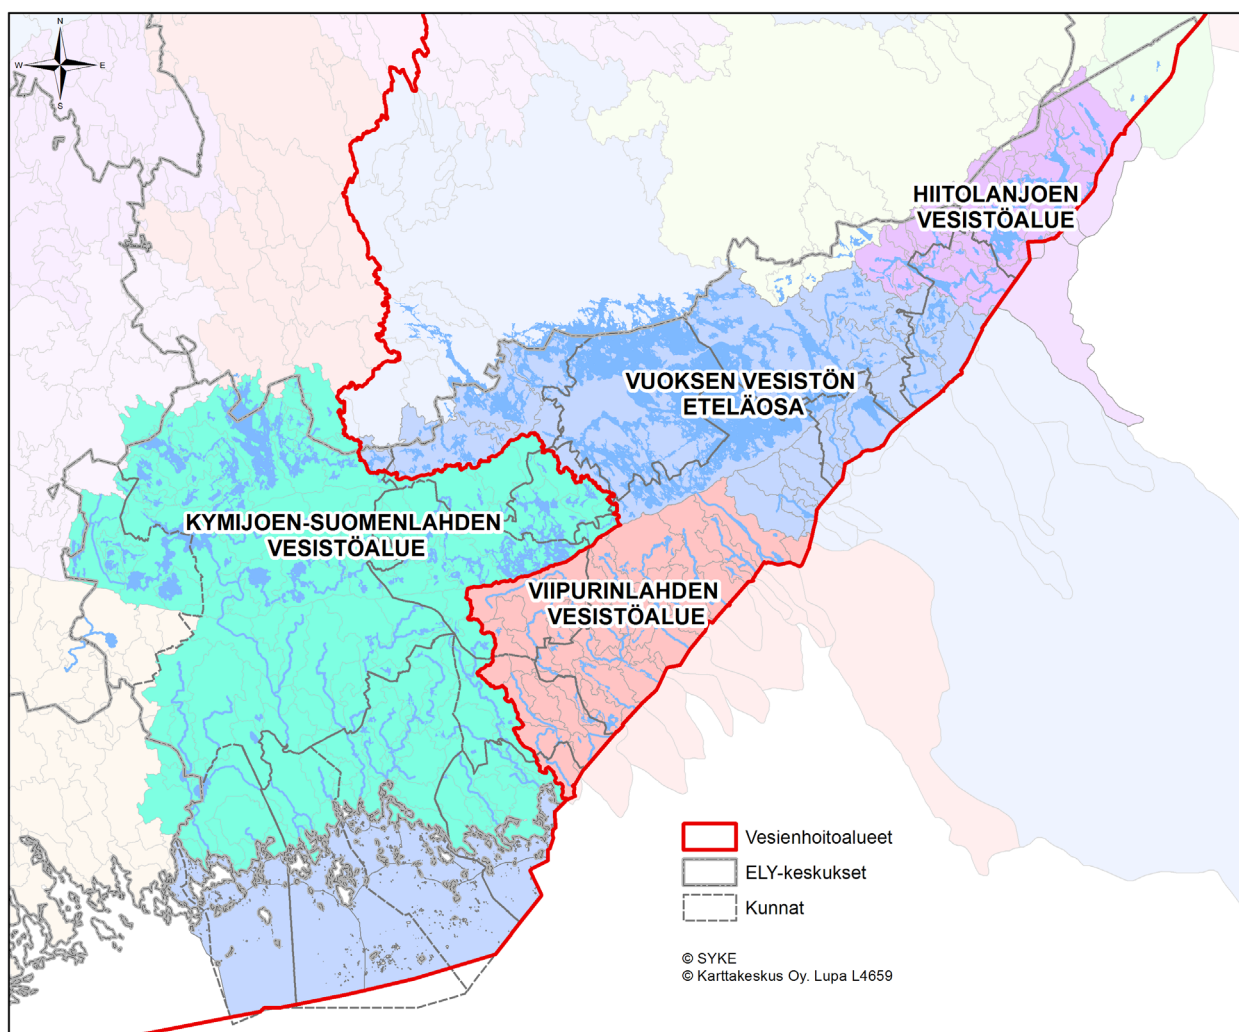 N
W
E
S
HIITOLANJOEN
VESISTÖALUE
VUOKSEN VESISTÖN
ETELÄOSA
KYMIJOEN-SUOMENLAHDEN
VESISTÖALUE
VIIPURINLAHDEN
VESISTÖALUE
Vesienhoitoalueet
ELY-keskukset
Kunnat
© SYKE
© Karttakeskus Oy. Lupa L4659